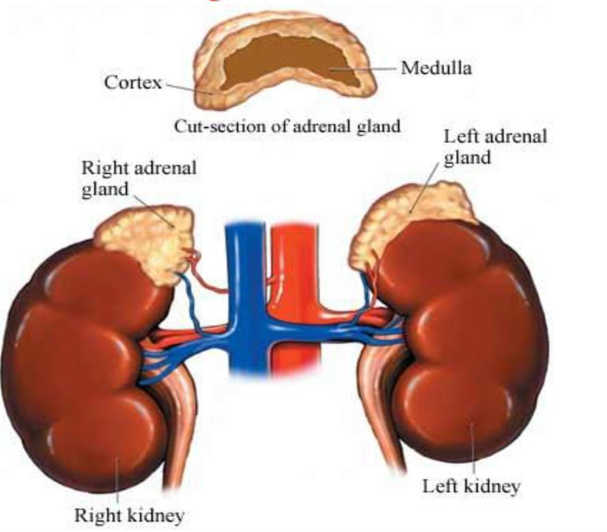 Cortex
Medulla
Cut-section of adrenal gland
Left adrenal
gland
Right adrenal
gland
Left kidney
Right kidney